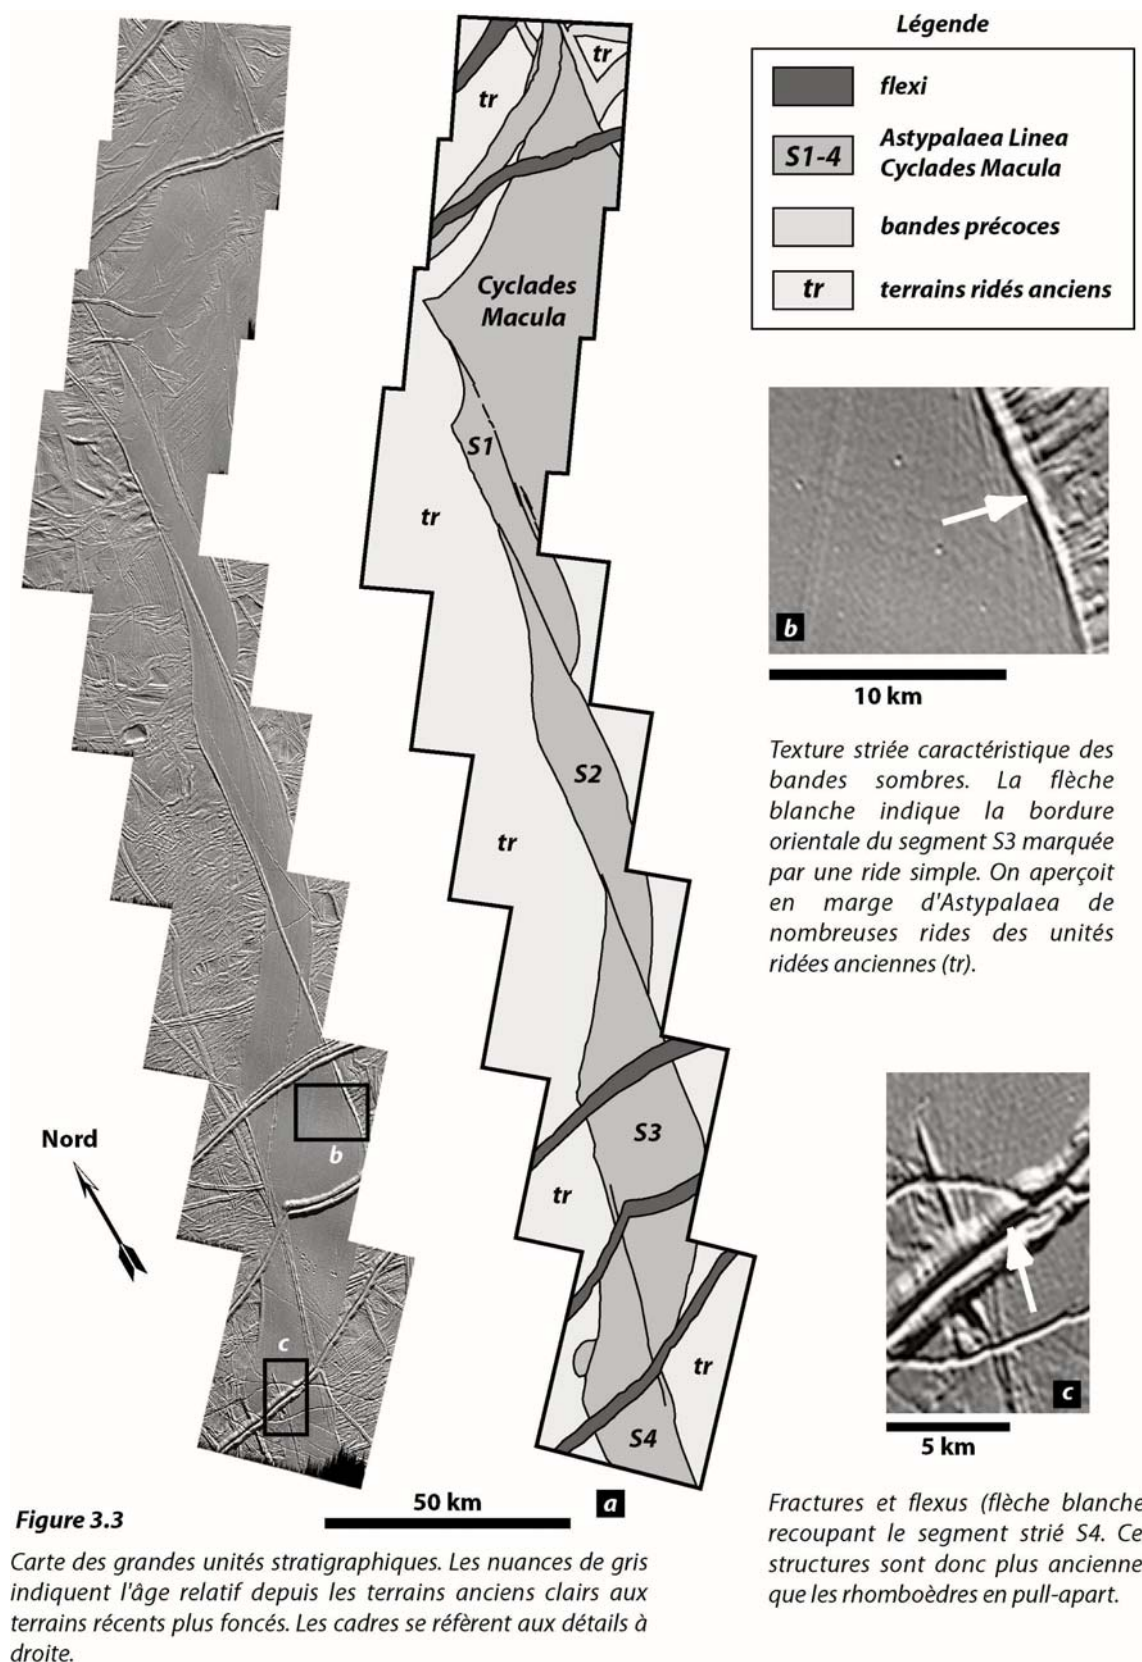 Légende
flexi
S1-4
Astypalaea Linea
Cyclades Macula
bandes précoces
tr
terrains ridés anciens
tr
tr
Cyclades
Macula
S1
tr
S2
tr
S3
tr
tr
S4
b
c
Nord
b
10 km
Texture striée caractéristique des
bandes sombres. La flèche
blanche indique la bordure
orientale du segment S3 marquée
par une ride simple. On aperçoit
en marge d'Astypalaea de
nombreuses rides des unités
ridées anciennes (tr).
c
5 km
Fractures et flexus (flèche blanche
recoupant le segment strié S4. Ce
structures sont donc plus ancienne
que les rhomboèdres en pull-apart.
50 km
a
Figure 3.3
Carte des grandes unités stratigraphiques. Les nuances de gris
indiquent l'âge relatif depuis les terrains anciens clairs aux
terrains récents plus foncés. Les cadres se réfèrent aux détails à
droite.